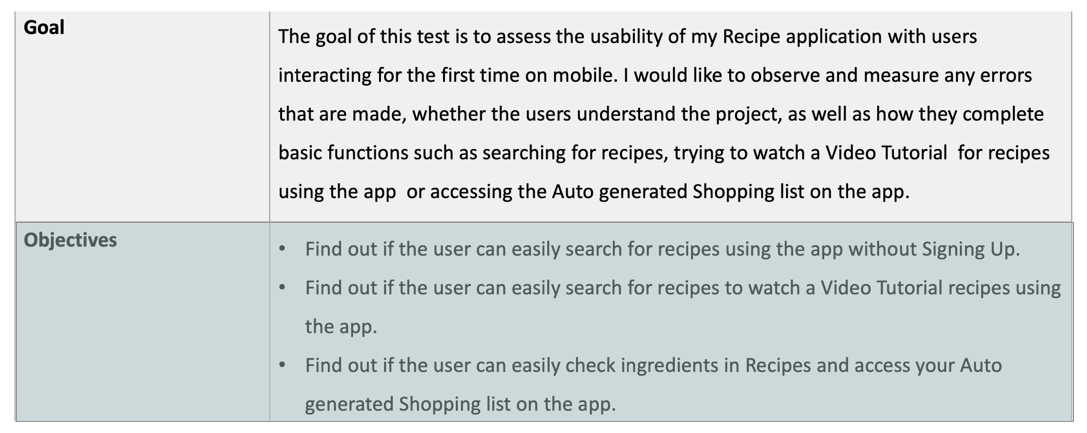 Goal
The goal of this test is to assess the usability of my Recipe application with users
interacting for the first time on mobile. I would like to observe and measure any errors
that are made, whether the users understand the project, as well as how they complete
basic functions such as searching for recipes, trying to watch a Video Tutorial  for recipes
using the app  or accessing the Auto generated Shopping list on the app.
Objectives
• Find out if the user can easily search for recipes using the app without Signing Up.
• Find out if the user can easily search for recipes to watch a Video Tutorial recipes using
the app.
• Find out if the user can easily check ingredients in Recipes and access your Auto
generated Shopping list on the app.